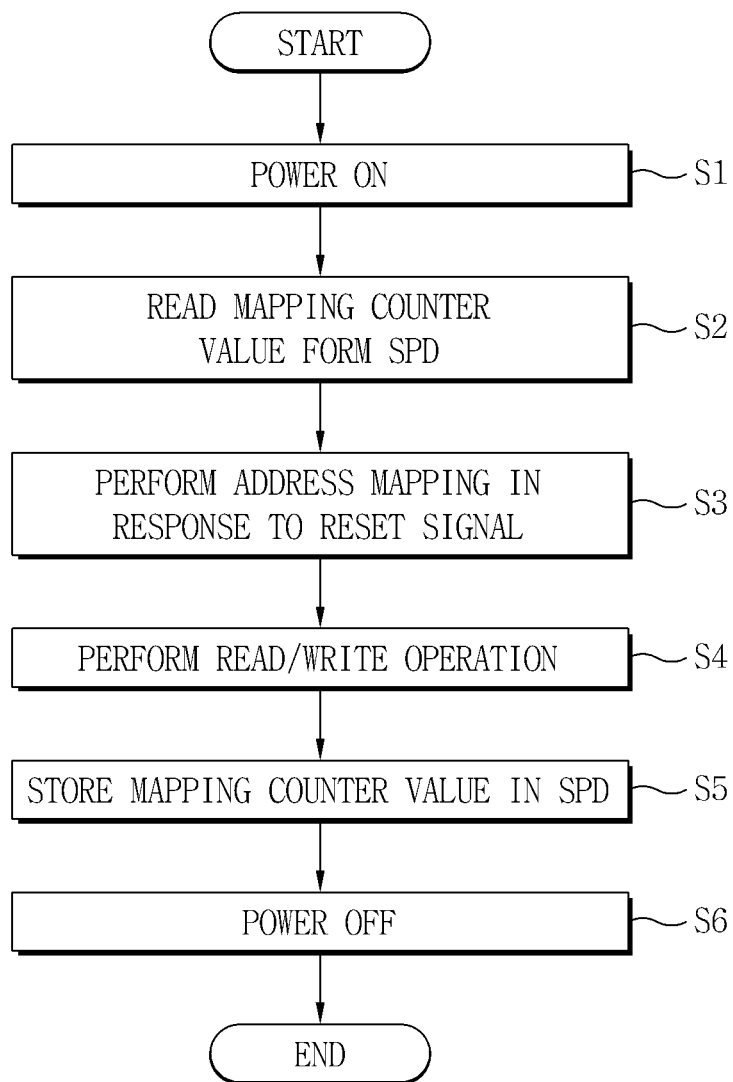 START
POWER ON
S1
READ MAPPING COUNTER
VALUE FORM SPD
S2
PERFORM ADDRESS MAPPING IN
RESPONSE TO RESET SIGNAL
S3
PERFORM READ/WRITE OPERATION
S4
STORE MAPPING COUNTER VALUE IN SPD
S5
POWER OFF
S6
END